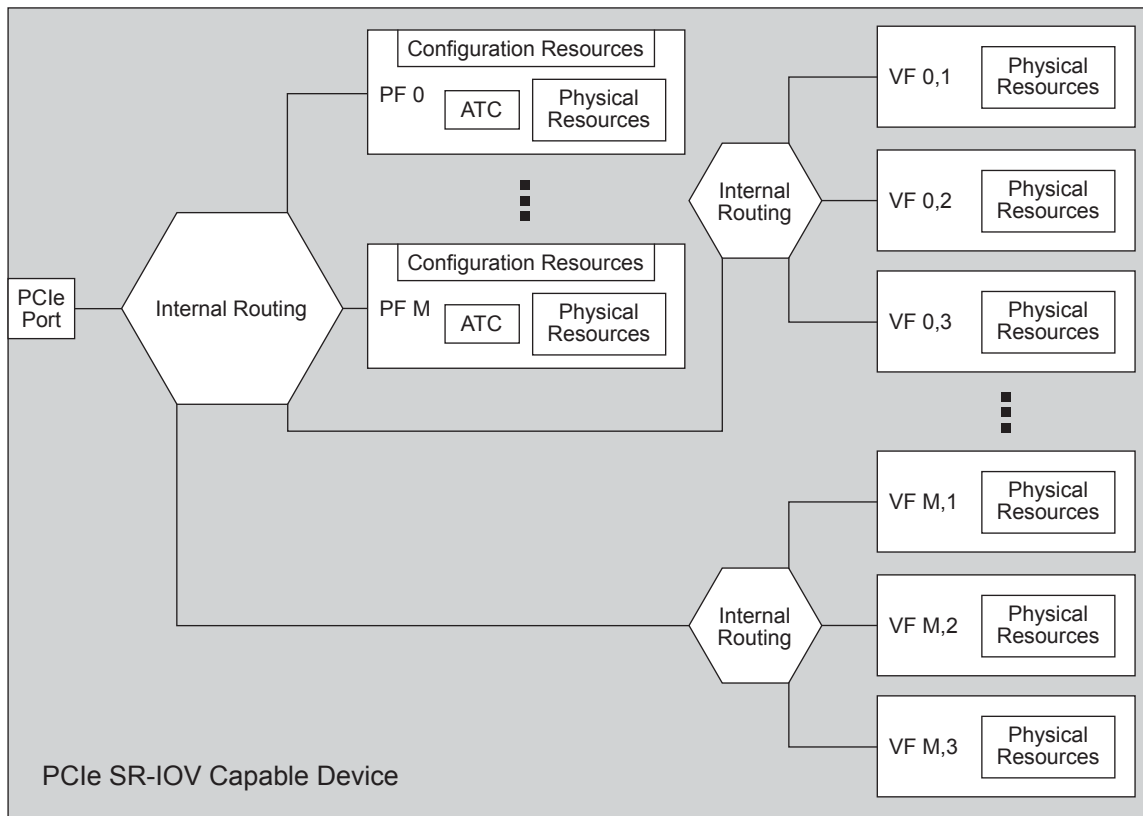 Configuration Resources
PF 0
ATC
Physical
Resources
Configuration Resources
PF M
ATC
Physical
Resources
PCIe
Port
Internal Routing
Internal
Routing
VF 0,1
Physical
Resources
VF 0,2
Physical
Resources
VF 0,3
Physical
Resources
Internal
Routing
VF M,1
Physical
Resources
VF M,2
Physical
Resources
VF M,3
Physical
Resources
PCIe SR-IOV Capable Device